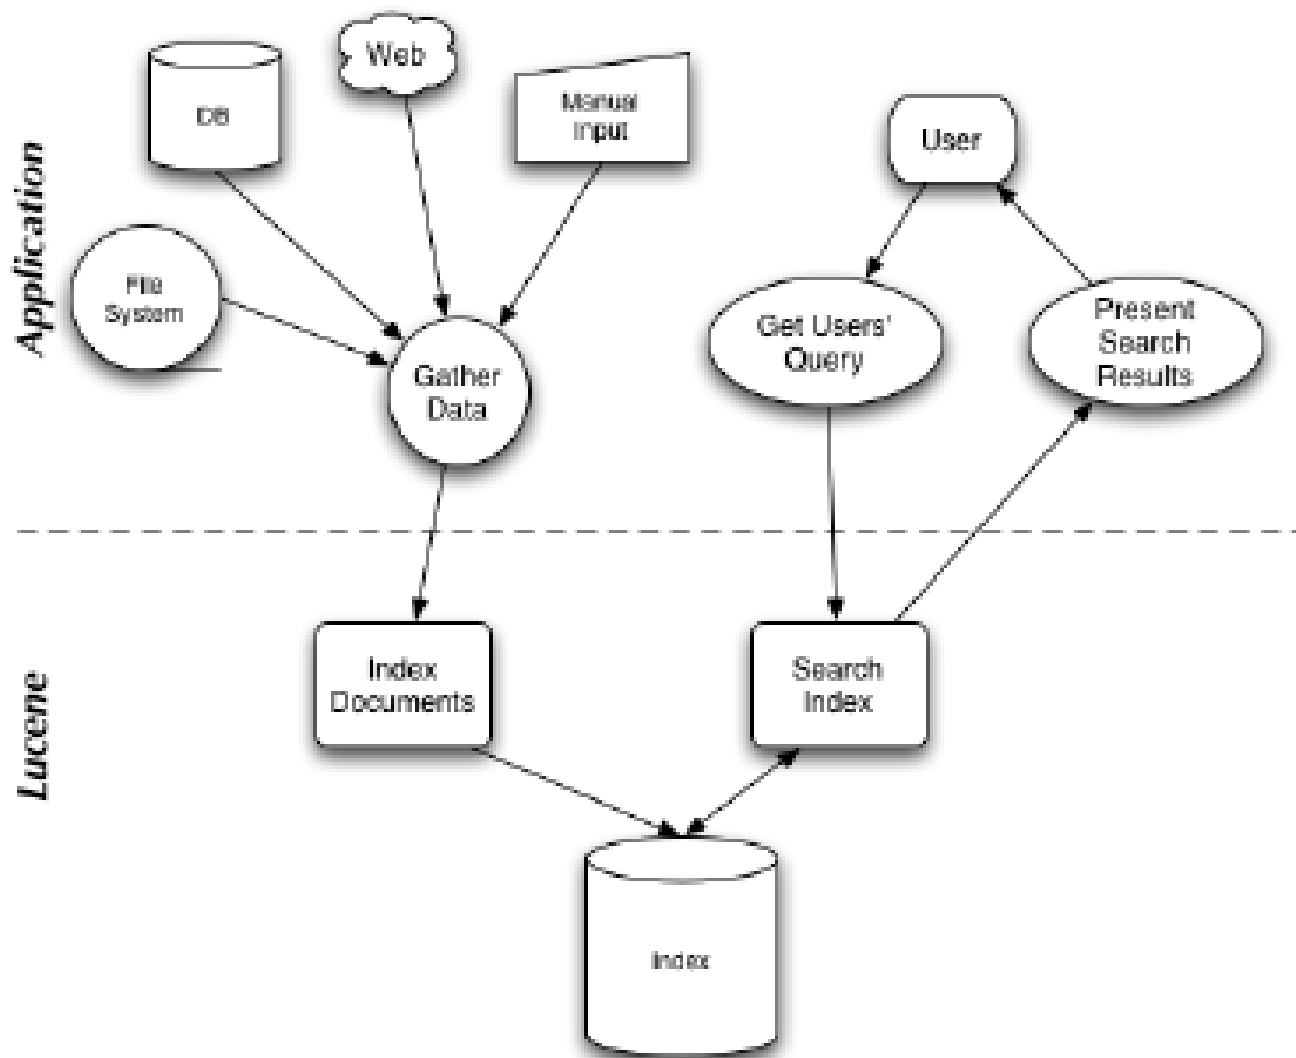 Application
DB
Web
Manual
Input
File
System
Gather
Data
User
Get Users'
Query
Present
Search
Results
Lucene
Index
Documents
Search
Index
Index